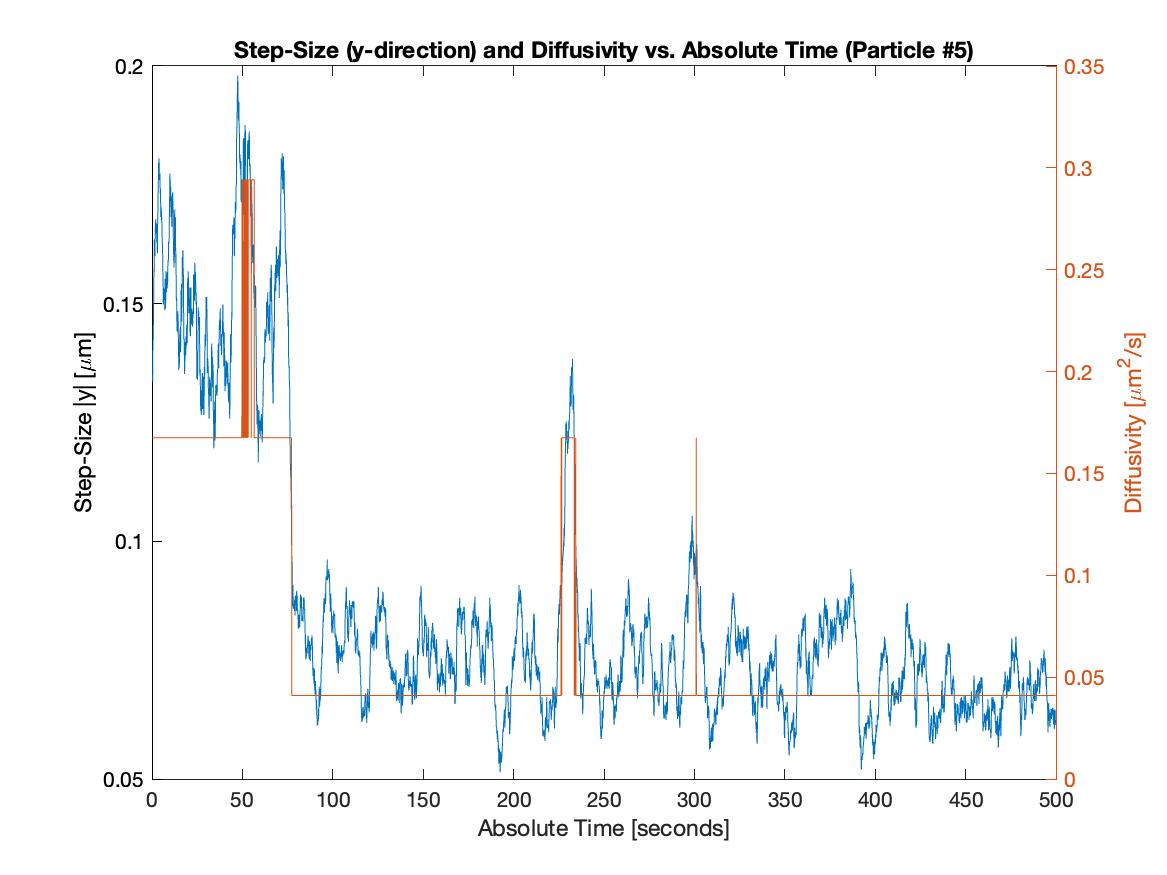 Step-Size (y-direction) and Diffusivity vs. Absolute Time (Particle #5)
0.2
0.15
0.1
0.05
Step-Size |y| [μm]
0.35
0.3
0.25
0.2
0.15
0.1
0.05
0
Diffusivity [μm²/s]
0 50 100 150 200 250 300 350 400 450 500
Absolute Time [seconds]